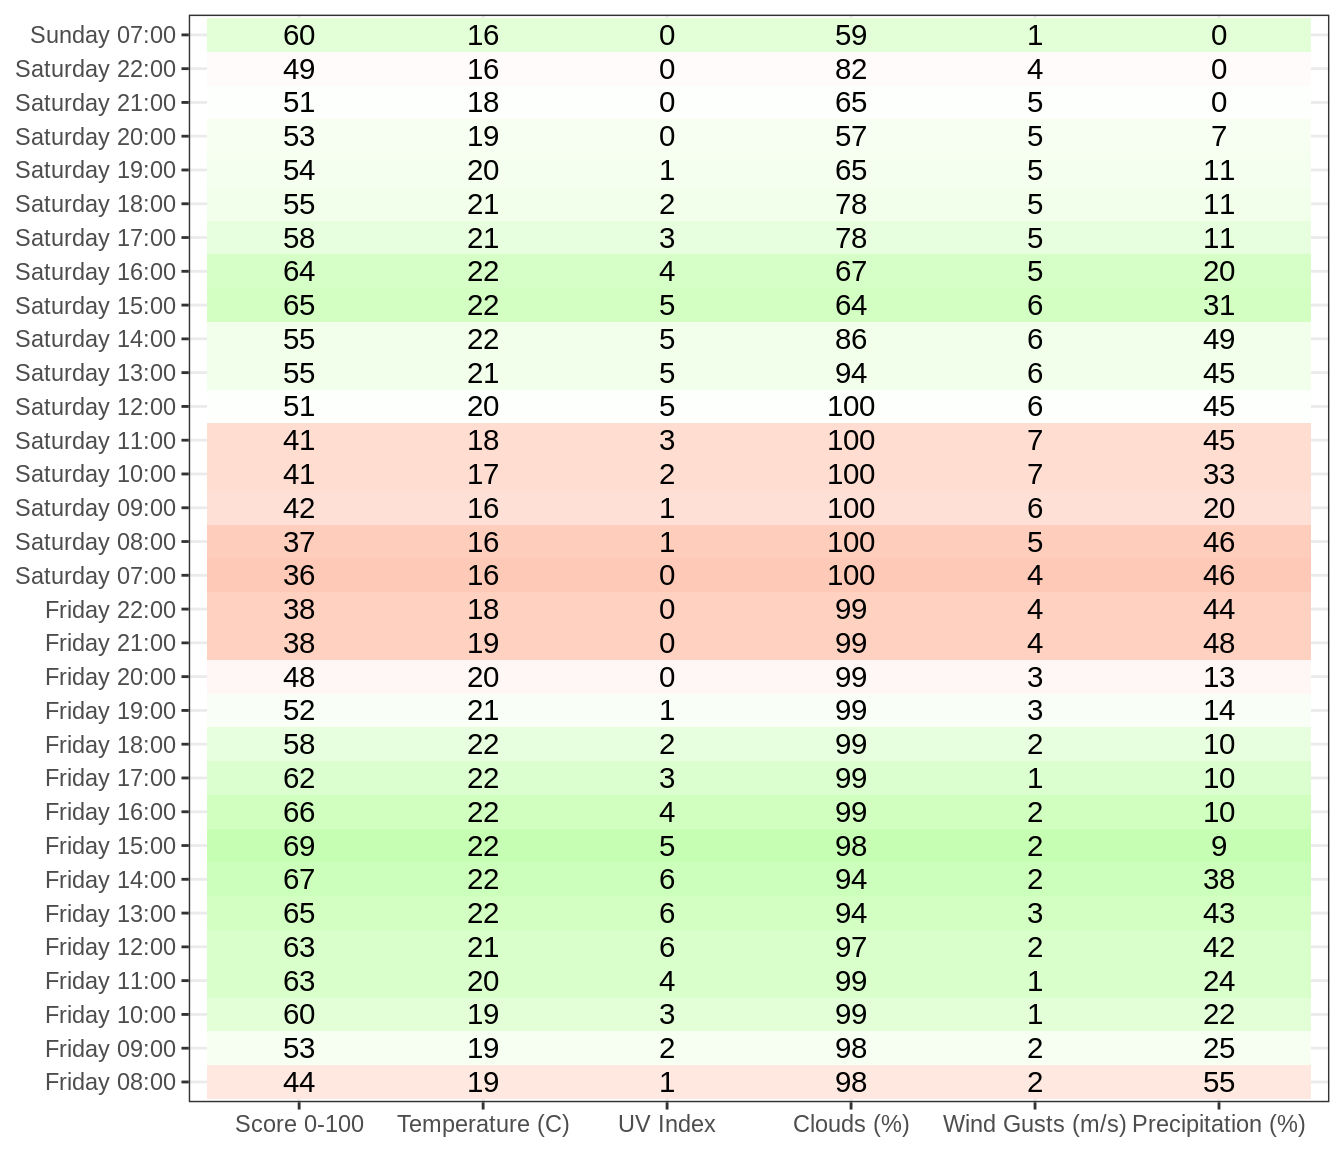 Sunday 07:00 60 16 0 59 1 0
Saturday 22:00 49 16 0 82 4 0
Saturday 21:00 51 18 0 65 5 0
Saturday 20:00 53 19 0 57 5 7
Saturday 19:00 54 20 1 65 5 11
Saturday 18:00 55 21 2 78 5 11
Saturday 17:00 58 21 3 78 5 11
Saturday 16:00 64 22 4 67 5 20
Saturday 15:00 65 22 5 64 6 31
Saturday 14:00 55 22 5 86 6 49
Saturday 13:00 55 21 5 94 6 45
Saturday 12:00 51 20 5 100 6 45
Saturday 11:00 41 18 3 100 7 45
Saturday 10:00 41 17 2 100 7 33
Saturday 09:00 42 16 1 100 6 20
Saturday 08:00 37 16 1 100 5 46
Saturday 07:00 36 16 0 100 4 46
Friday 22:00 38 18 0 99 4 44
Friday 21:00 38 19 0 99 4 48
Friday 20:00 48 20 0 99 3 13
Friday 19:00 52 21 1 99 3 14
Friday 18:00 58 22 2 99 2 10
Friday 17:00 62 22 3 99 1 10
Friday 16:00 66 22 4 99 2 10
Friday 15:00 69 22 5 98 2 9
Friday 14:00 67 22 6 94 2 38
Friday 13:00 65 22 6 94 3 43
Friday 12:00 63 21 6 97 2 42
Friday 11:00 63 20 4 99 1 24
Friday 10:00 60 19 3 99 1 22
Friday 09:00 53 19 2 98 2 25
Friday 08:00 44 19 1 98 2 55
Score 0-100 Temperature (C) UV Index Clouds (%) Wind Gusts (m/s) Precipitation (%)